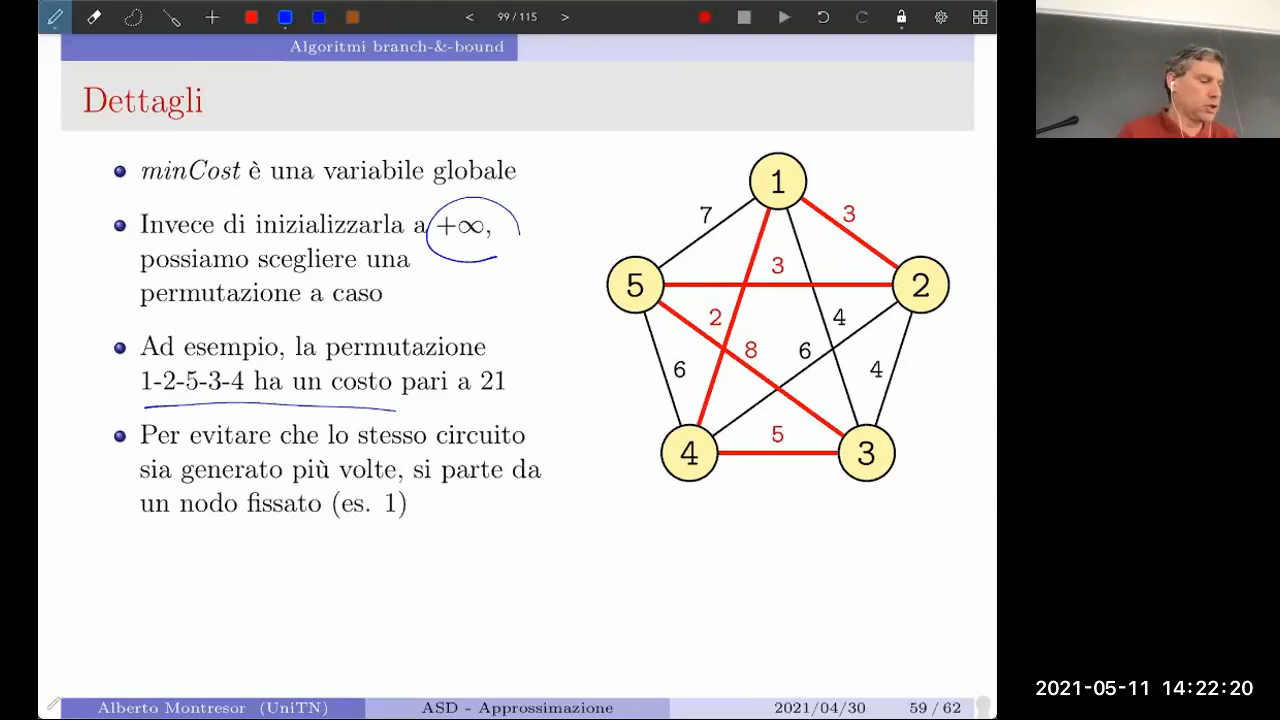 99 / 115
Algoritmi branch-&-bound
Dettagli
minCost è una variabile globale
Invece di inizializzarla a +∞,
possiamo scegliere una
permutazione a caso
Ad esempio, la permutazione
1-2-5-3-4 ha un costo pari a 21
Per evitare che lo stesso circuito
sia generato più volte, si parte da
un nodo fissato (es. 1)
1
7
3
5
3
2
2
4
8
6
6
4
4
5
3
Alberto Montresor (UniTN)
ASD - Approssimazione
2021/04/30
59 / 62
2021-05-11 14:22:20